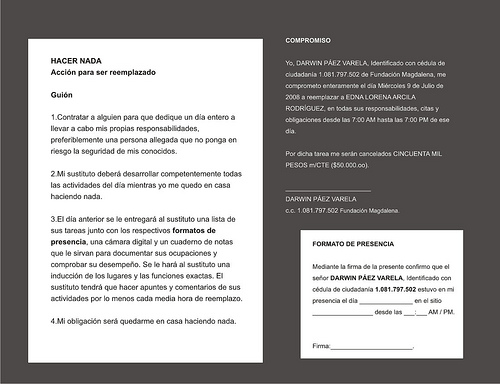 HACER NADA
Acción para ser reemplazado
Guión
1.Contratar a alguien para que dedique un día entero a
llevar a cabo mis propias responsabilidades,
preferiblemente una persona allegada que no ponga en
riesgo la seguridad de mis conocidos.
2.Mi sustituto deberá desarrollar competentemente todas
las actividades del día mientras yo me quedo en casa
haciendo nada.
3.El día anterior se le entregará al sustituto una lista de
sus tareas junto con los respectivos formatos de
presencia, una cámara digital y un cuaderno de notas
que le sirvan para documentar sus ocupaciones y
comprobar su desempeño. Se le hará al sustituto una
inducción de los lugares y las funciones exactas. El
sustituto tendrá que hacer apuntes y comentarios de sus
actividades por lo menos cada media hora de reemplazo.
4.Mi obligación será quedarme en casa haciendo nada.
COMPROMISO
Yo, DARWIN PÁEZ VARELA, Identificado con cédula de
ciudadanía 1.081.797.502 de Fundación Magdalena, me
comprometo enteramente el día Miércoles 9 de Julio de
2008 a reemplazar a EDNA LORENA ARCILA
RODRÍGUEZ, en todas sus responsabilidades, citas y
obligaciones desde las 7:00 AM hasta las 7:00 PM de ese
día.
Por dicha tarea me serán cancelados CINCUENTA MIL
PESOS m/CTE ($50.000.oo).
_________________________
DARWIN PÁEZ VARELA
c.c. 1.081.797.502 Fundación Magdalena.
FORMATO DE PRESENCIA
Mediante la firma de la presente confirmo que el
señor DARWIN PÁEZ VARELA, Identificado con
cédula de ciudadanía 1.081.797.502 estuvo en mi
presencia el día ________________ en el sitio
__________________ desde las ___:___ AM / PM.
Firma:________________________.